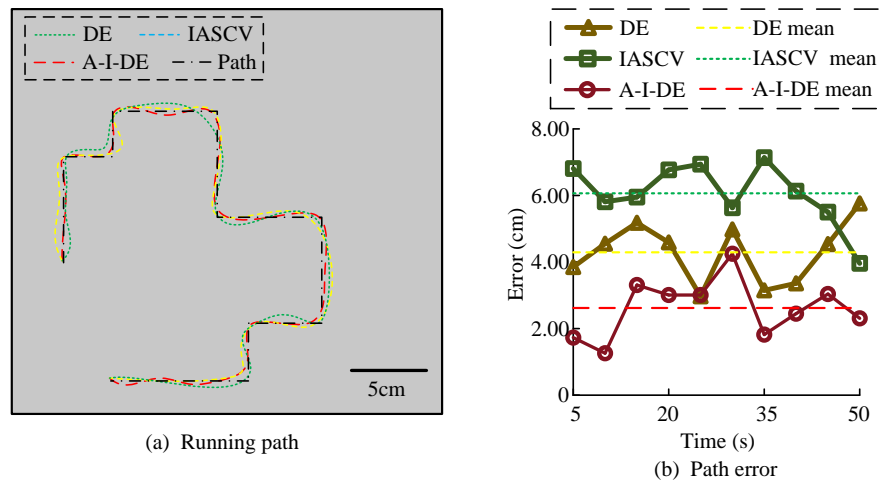 DE IASCV
A-I-DE Path
5cm
(a) Running path
DE DE mean
IASCV IASCV mean
A-I-DE A-I-DE mean
8.00
6.00
4.00
2.00
0
Error (cm)
5 20 35 50
Time (s)
(b) Path error